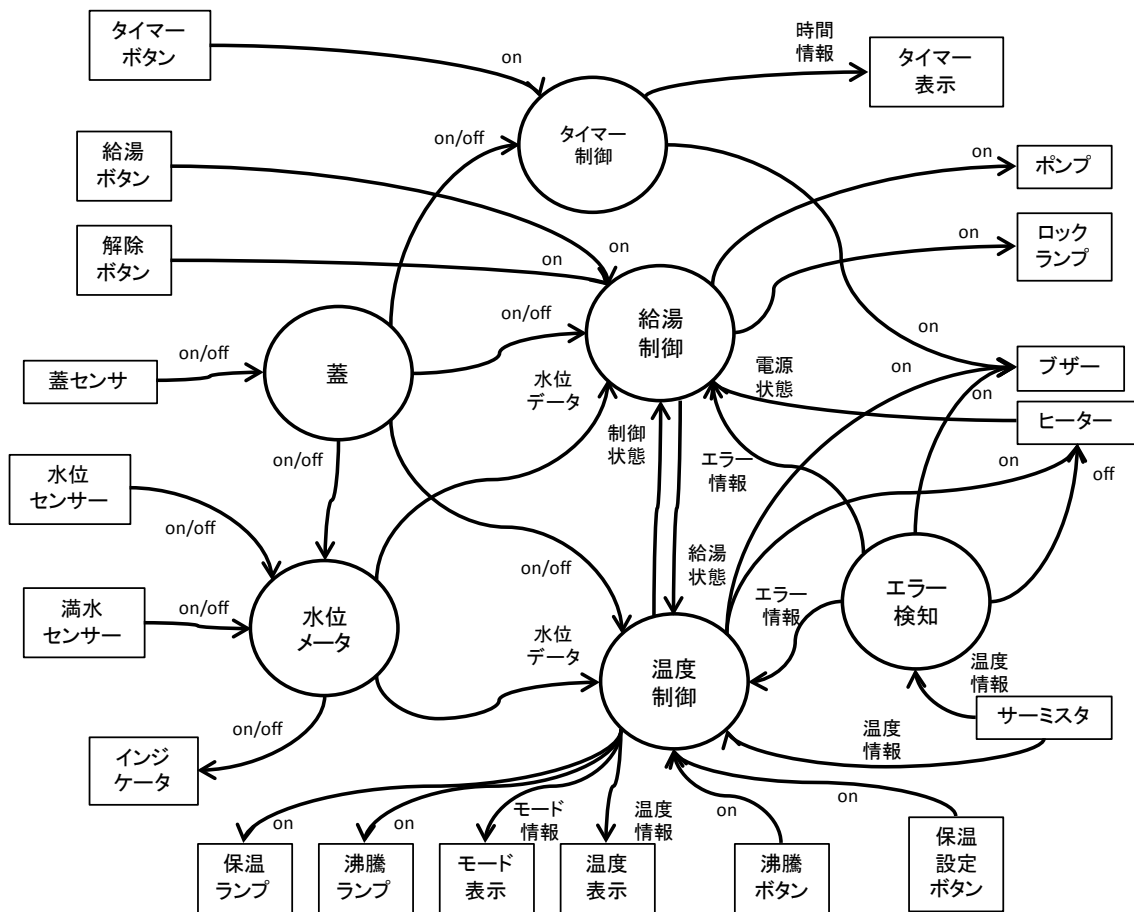 タイマー
ボタン
on
時間
情報
タイマー
表示
on/off
タイマー
制御
給湯
ボタン
on
ポンプ
on
解除
ボタン
on
on
ロック
ランプ
蓋センサ
on/off
蓋
on/off
給湯
制御
on
on
電源
状態
ブザー
on
ヒーター
水位
データ
制御
状態
エラー
情報
on
off
on/off
水位
センサー
on/off
on/off
給湯
状態
満水
センサー
on/off
水位
メータ
水位
データ
エラー
情報
エラー
検知
温度
制御
温度
情報
サーミスタ
温度
情報
on/off
インジ
ケータ
on
on
モード
情報
温度
情報
on
on
保温
ランプ
沸騰
ランプ
モード
表示
温度
表示
沸騰
ボタン
保温
設定
ボタン